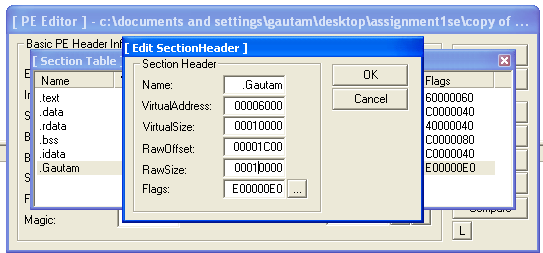 [ PE Editor ] - c:\documents and settings\gautam\desktop\assignment1se\copy of ...
Basic PE Header Inf
[ Section Table ]
[ Edit SectionHeader ]
Section Header
Name: .Gautam
VirtualAddress: 00006000
VirtualSize: 00010000
RawOffset: 00001C00
RawSize: 00010000
Flags: E00000E0 ...
OK
Cancel
Name
.text
.data
.rdata
.bss
.idata
.Gautam
Flags
60000060
C0000040
40000040
C0000080
C0000040
E00000E0
Magic:
Compare
L